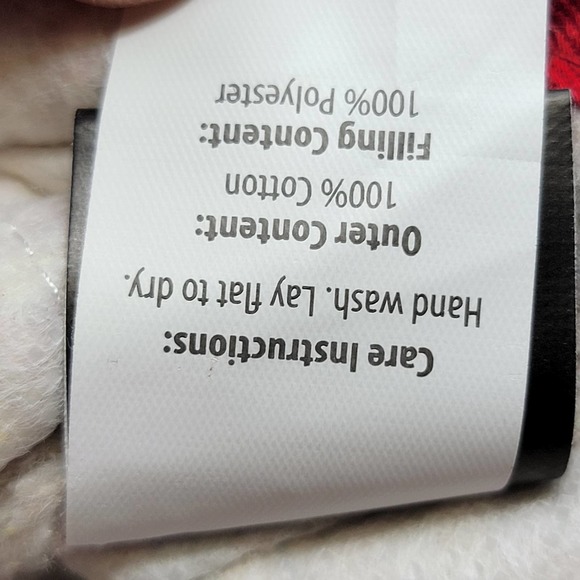 Care Instructions:
Hand wash. Lay flat to dry.
Outer Content:
100% Cotton
Filling Content:
100% Polyester